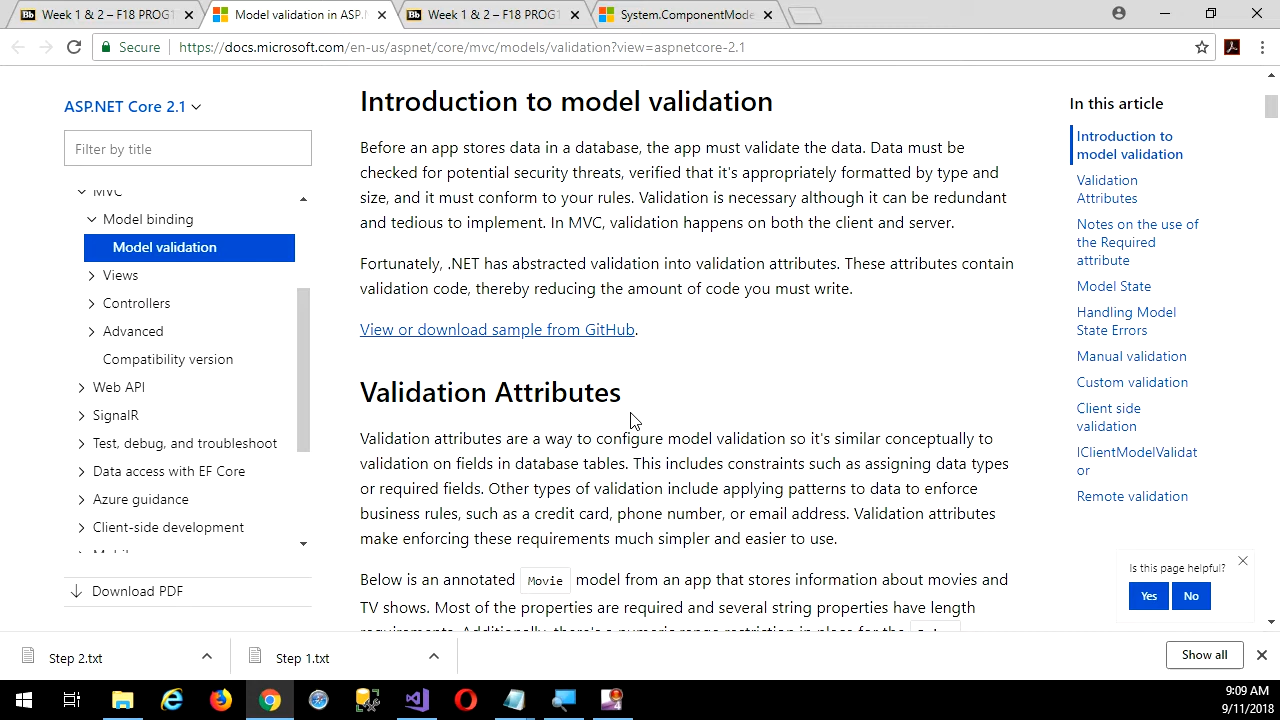 Week 1 & 2 – F18 PROG1
Model validation in ASP.N
Week 1 & 2 – F18 PROG1
System.ComponentMode
Secure
https://docs.microsoft.com/en-us/aspnet/core/mvc/models/validation?view=aspnetcore-2.1
ASP.NET Core 2.1
Filter by title
MVC
Model binding
Model validation
Views
Controllers
Advanced
Compatibility version
Web API
SignalR
Test, debug, and troubleshoot
Data access with EF Core
Azure guidance
Client-side development
Download PDF
Introduction to model validation
Before an app stores data in a database, the app must validate the data. Data must be
checked for potential security threats, verified that it's appropriately formatted by type and
size, and it must conform to your rules. Validation is necessary although it can be redundant
and tedious to implement. In MVC, validation happens on both the client and server.
Fortunately, .NET has abstracted validation into validation attributes. These attributes contain
validation code, thereby reducing the amount of code you must write.
View or download sample from GitHub.
Validation Attributes
Validation attributes are a way to configure model validation so it's similar conceptually to
validation on fields in database tables. This includes constraints such as assigning data types
or required fields. Other types of validation include applying patterns to data to enforce
business rules, such as a credit card, phone number, or email address. Validation attributes
make enforcing these requirements much simpler and easier to use.
Below is an annotated Movie model from an app that stores information about movies and
TV shows. Most of the properties are required and several string properties have length
In this article
Introduction to
model validation
Validation
Attributes
Notes on the use of
the Required
attribute
Model State
Handling Model
State Errors
Manual validation
Custom validation
Client side
validation
IClientModelValidat
or
Remote validation
Is this page helpful?
Yes
No
Step 2.txt
Step 1.txt
Show all
9:09 AM
9/11/2018